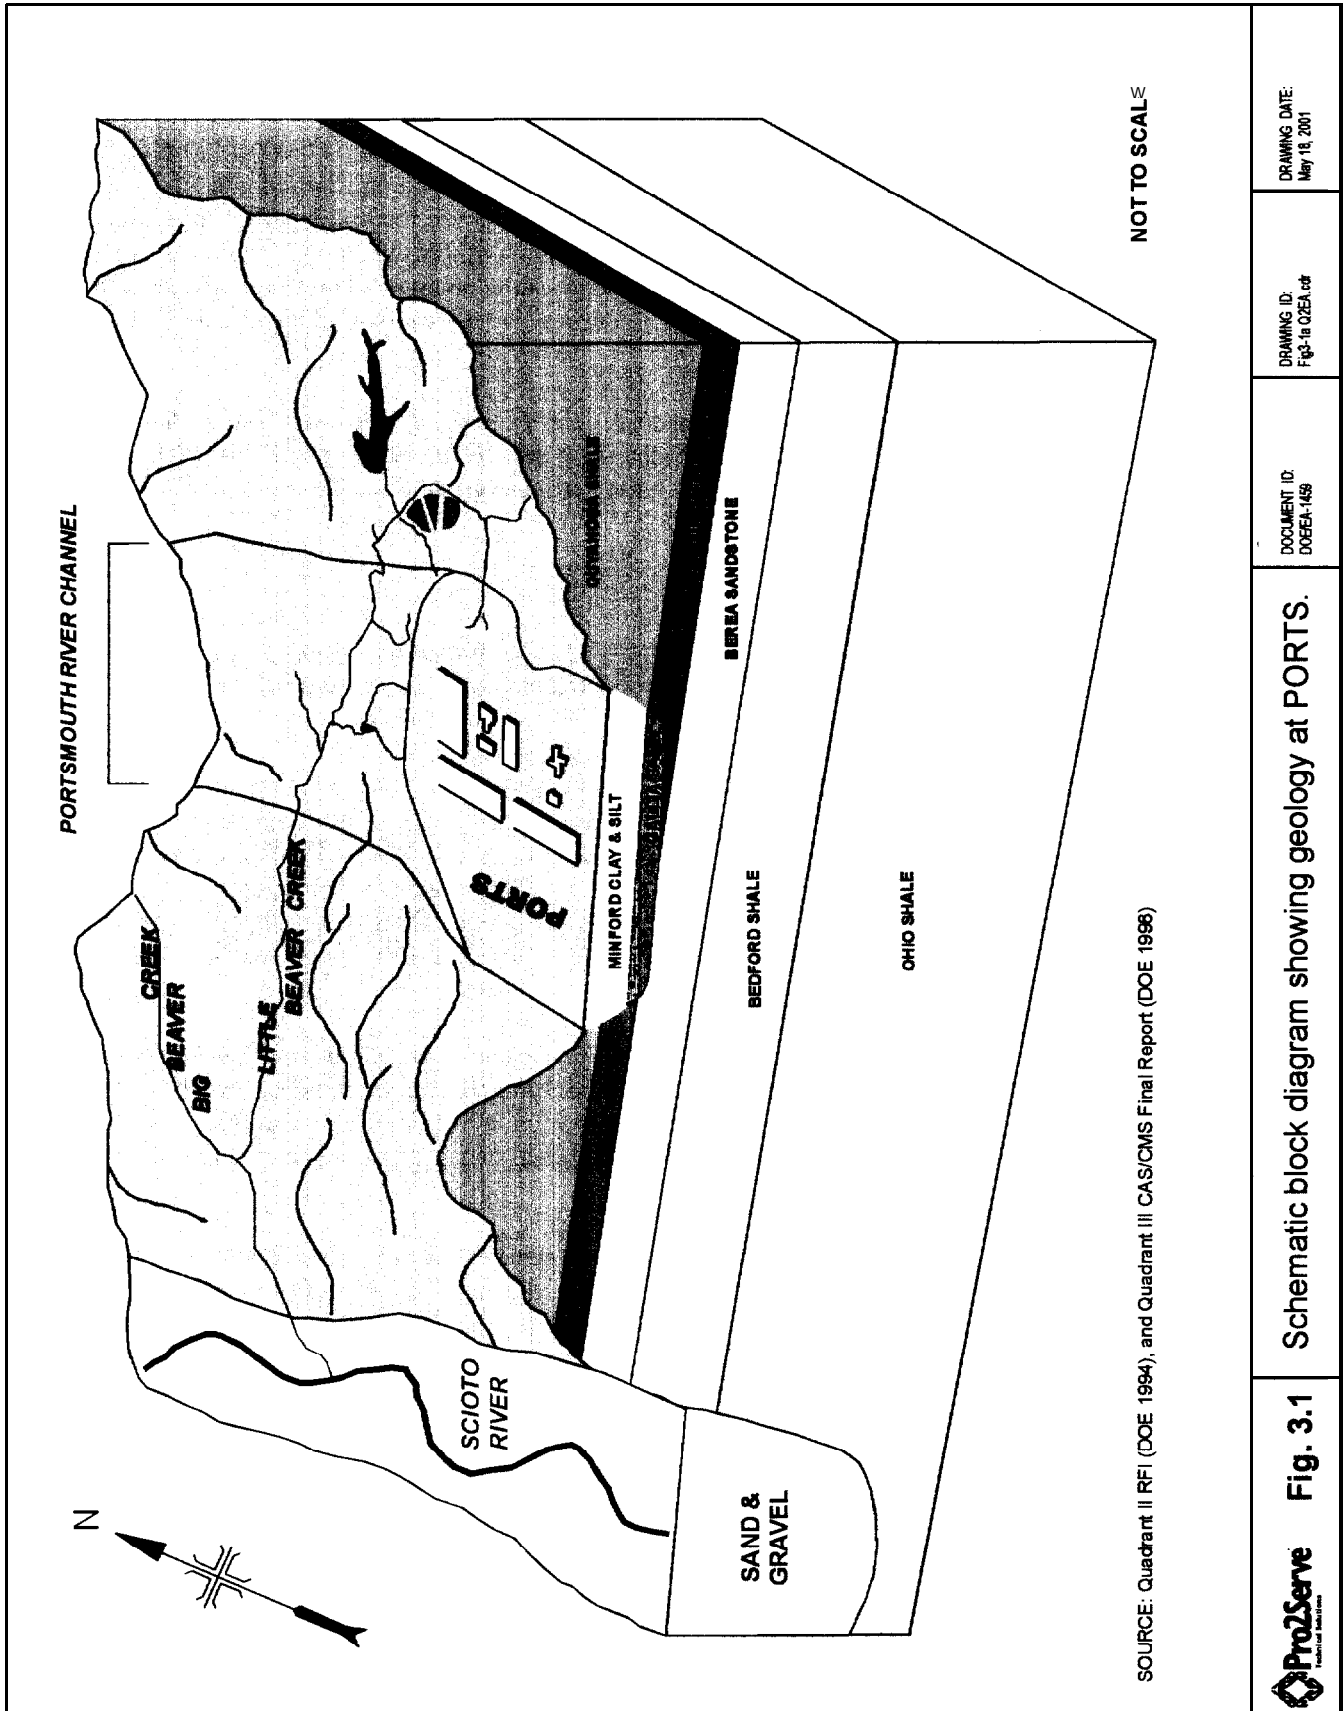 PORTSMOUTH RIVER CHANNEL
N
BIG
BEAVER
CREEK
LITTLE
BEAVER CREEK
SCIOTO
RIVER
PORTS
MINFORD CLAY & SILT
BEREA SANDSTONE
BEDFORD SHALE
OHIO SHALE
SAND &
GRAVEL
NOT TO SCALE
SOURCE: Quadrant II RFI (DOE 1994), and Quadrant III CAS/CMS Final Report (DOE 1998)
Pro2Serve
Technical Solutions
Fig. 3.1
Schematic block diagram showing geology at PORTS.
DOCUMENT ID:
DOE/EA-1459
DRAWING ID:
Fig3-1a Q2EA.cdr
DRAWING DATE:
May 18, 2001